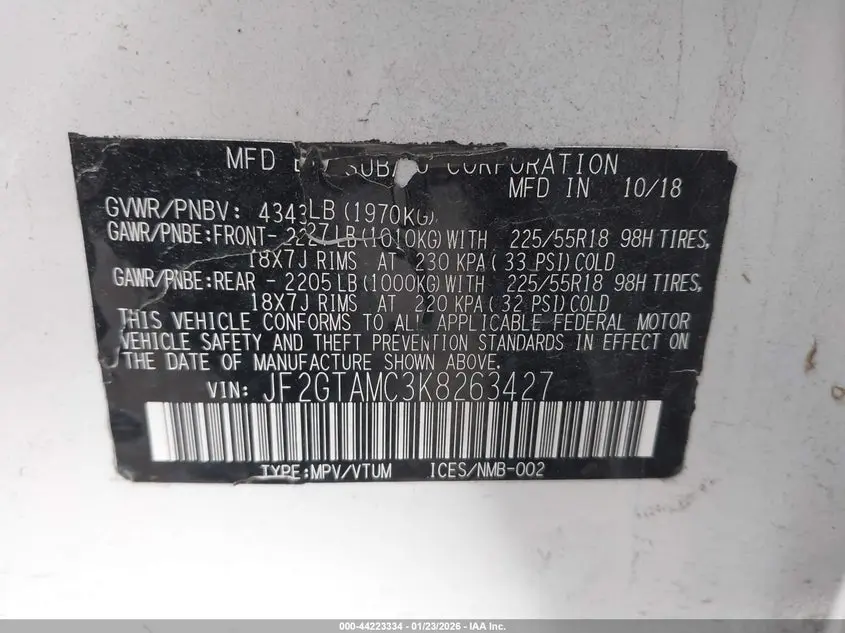 MFD BY SUBARU CORPORATION
MFD IN 10/18
GVWR/PNBV: 4343LB (1970KG)
GAWR/PNBE:FRONT- 2227LB (1010KG) WITH 225/55R18 98H TIRES,
18X7J RIMS AT 230 KPA ( 33 PSI) COLD
GAWR/PNBE:REAR - 2205 LB (1000KG) WITH 225/55R18 98H TIRES,
18X7J RIMS AT 220 KPA ( 32 PSI) COLD
THIS VEHICLE CONFORMS TO ALL APPLICABLE FEDERAL MOTOR
VEHICLE SAFETY AND THEFT PREVENTION STANDARDS IN EFFECT ON
THE DATE OF MANUFACTURE SHOWN ABOVE.
VIN: JF2GTAMC3K8263427
TYPE:MPV/VTUM ICES/NMB-002
000-44223334 - 01/23/2026 - IAA Inc.